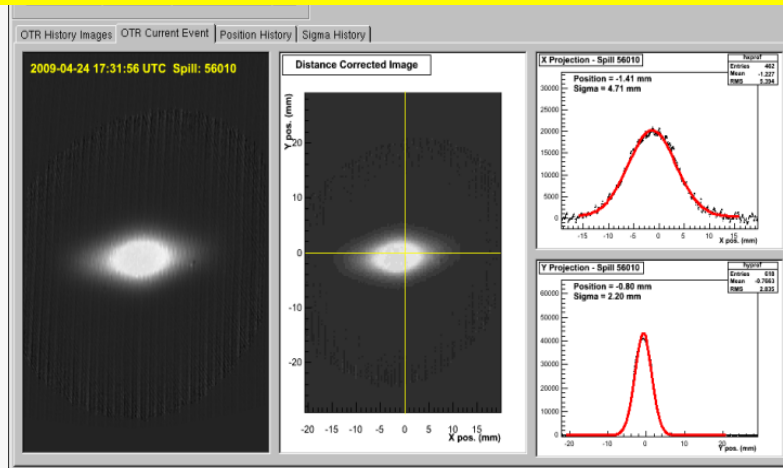 OTR History Images OTR Current Event Position History Sigma History
2009-04-24 17:31:56 UTC Spill: 56010
Distance Corrected Image
Y pos. (mm)
20
10
0
-10
-20
-20 -15 -10 -5 0 5 10 15
X pos. (mm)
X Projection - Spill 56010
hxpraf
Entries 402
Mean -1.227
RMS 5.394
Position = -1.41 mm
Sigma = 4.71 mm
30000
25000
20000
15000
10000
5000
0
-15 -10 -5 0 5 10 15
X pos. (mm)
Y Projection - Spill 56010
hypraf
Entries 618
Mean -0.7663
RMS 2.835
Position = -0.80 mm
Sigma = 2.20 mm
60000
50000
40000
30000
20000
10000
0
-20 -10 0 10 20
Y pos. (mm)